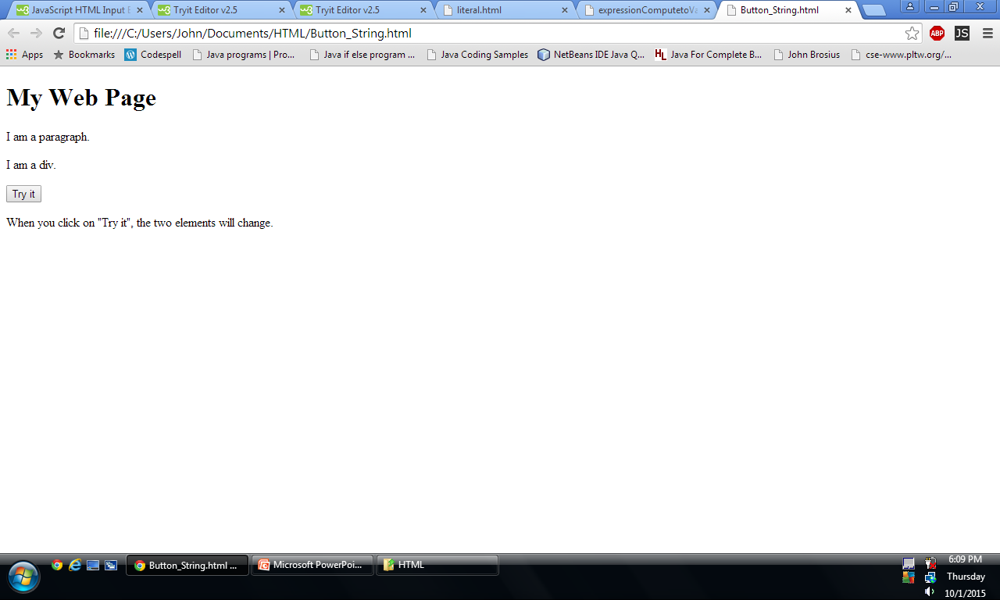 JavaScript HTML Input E Tryit Editor v2.5 Tryit Editor v2.5 literal.html expressionComputetoVa Button_String.html
file:///C:/Users/John/Documents/HTML/Button_String.html ABP JS
Apps Bookmarks Codespell Java programs | Pro... Java if else program ... Java Coding Samples NetBeans IDE Java Q... HL Java For Complete B... John Brosius cse-www.pltw.org/...
My Web Page
I am a paragraph.
I am a div.
Try it
When you click on "Try it", the two elements will change.
Button_String.html ... Microsoft PowerPoi... HTML
6:09 PM
Thursday
10/1/2015